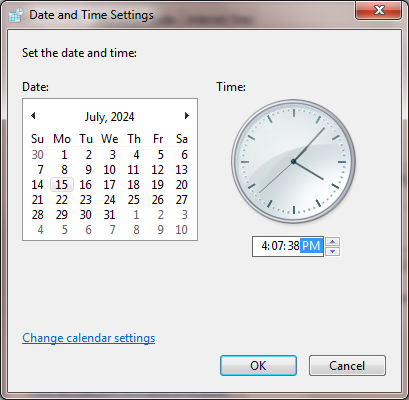 Date and Time Settings
Set the date and time:
Date:
Time:
July, 2024
Su Mo Tu We Th Fr Sa
30 1 2 3 4 5 6
7 8 9 10 11 12 13
14 15 16 17 18 19 20
21 22 23 24 25 26 27
28 29 30 31 1 2 3
4 5 6 7 8 9 10
4:07:38 PM
Change calendar settings
OK
Cancel